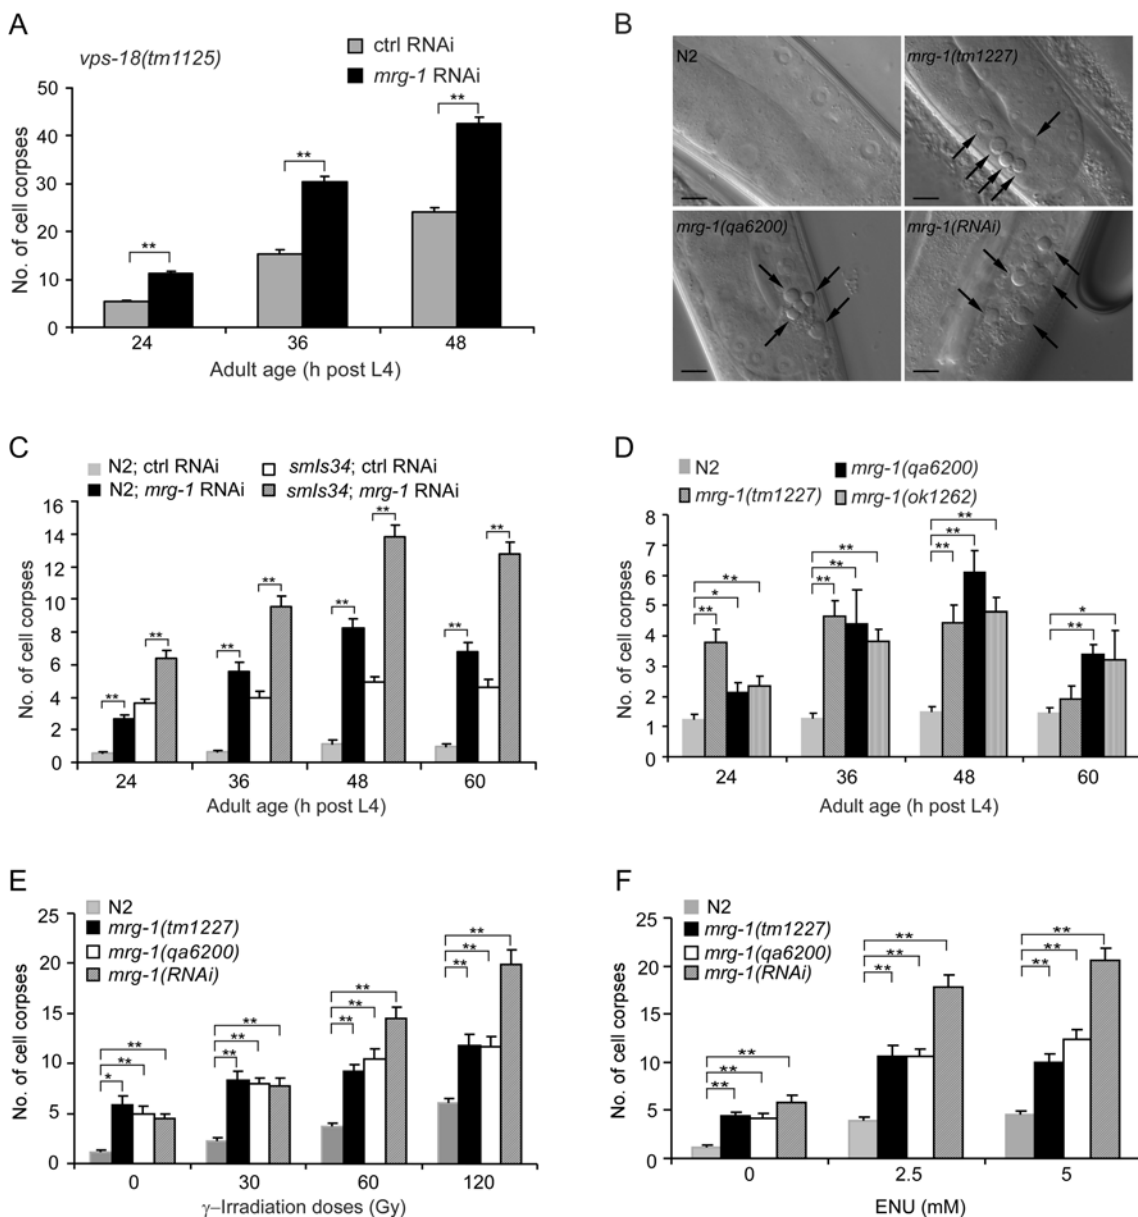 A
vps-18(tm1125)
ctrl RNAi
mrg-1 RNAi
No. of cell corpses
50
40
30
20
10
0
**
**
**
24 36 48
Adult age (h post L4)
B
N2
mrg-1(tm1227)
mrg-1(qa6200)
mrg-1(RNAi)
C
N2; ctrl RNAi
smIs34; ctrl RNAi
N2; mrg-1 RNAi
smIs34; mrg-1 RNAi
No. of cell corpses
16
14
12
10
8
6
4
2
0
**
**
**
**
**
**
**
**
24 36 48 60
Adult age (h post L4)
D
N2
mrg-1(qa6200)
mrg-1(tm1227)
mrg-1(ok1262)
No. of cell corpses
8
7
6
5
4
3
2
1
0
**
*
**
**
**
**
**
**
**
*
**
24 36 48 60
Adult age (h post L4)
E
N2
mrg-1(tm1227)
mrg-1(qa6200)
mrg-1(RNAi)
No. of cell corpses
25
20
15
10
5
0
**
**
*
**
**
**
**
**
**
**
**
**
0 30 60 120
γ–Irradiation doses (Gy)
F
N2
mrg-1(tm1227)
mrg-1(qa6200)
mrg-1(RNAi)
No. of cell corpses
25
20
15
10
5
0
**
**
**
**
**
**
**
**
**
0 2.5 5
ENU (mM)